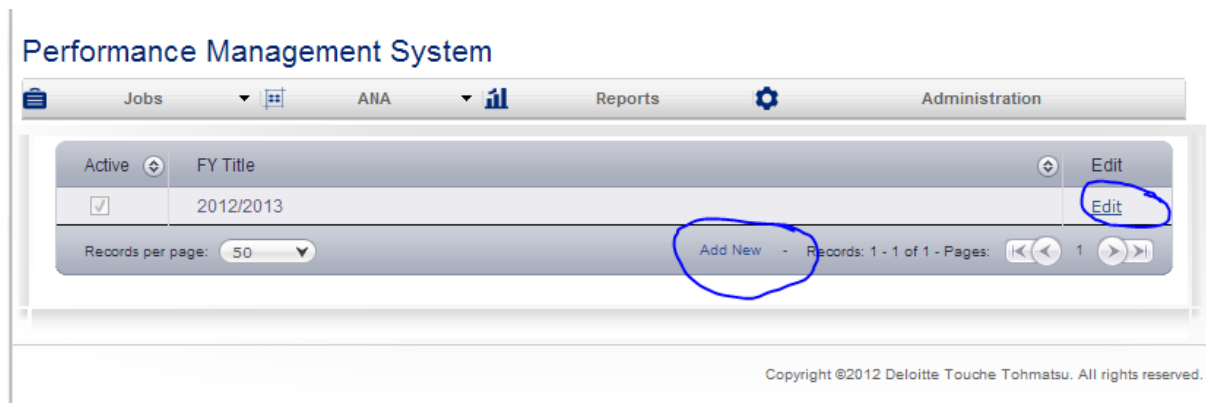 Performance Management System
Jobs ANA Reports Administration
Active FY Title Edit
2012/2013 Edit
Records per page: 50 Add New - Records: 1 - 1 of 1 - Pages: 1
Copyright ©2012 Deloitte Touche Tohmatsu. All rights reserved.